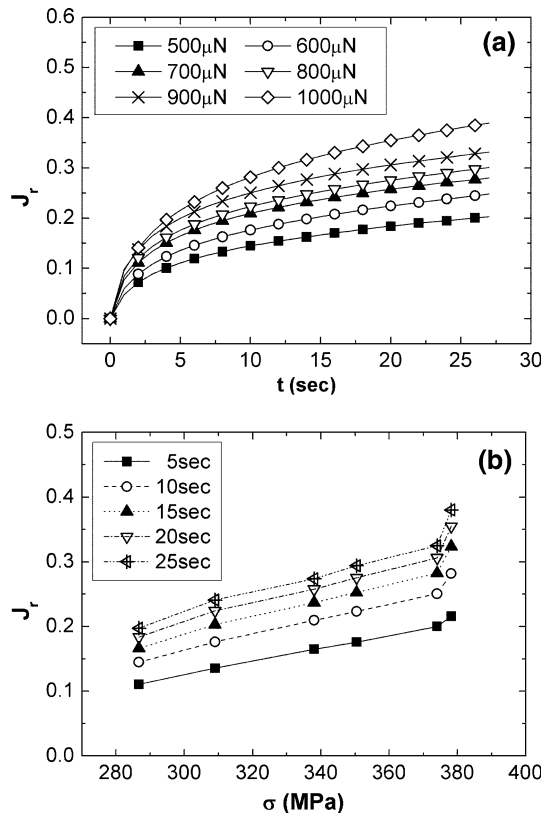 (a)
500μN 600μN
700μN 800μN
900μN 1000μN
J_r
0.6
0.5
0.4
0.3
0.2
0.1
0.0
0 5 10 15 20 25 30
t (sec)
(b)
5sec
10sec
15sec
20sec
25sec
J_r
0.5
0.4
0.3
0.2
0.1
0.0
280 300 320 340 360 380 400
σ (MPa)